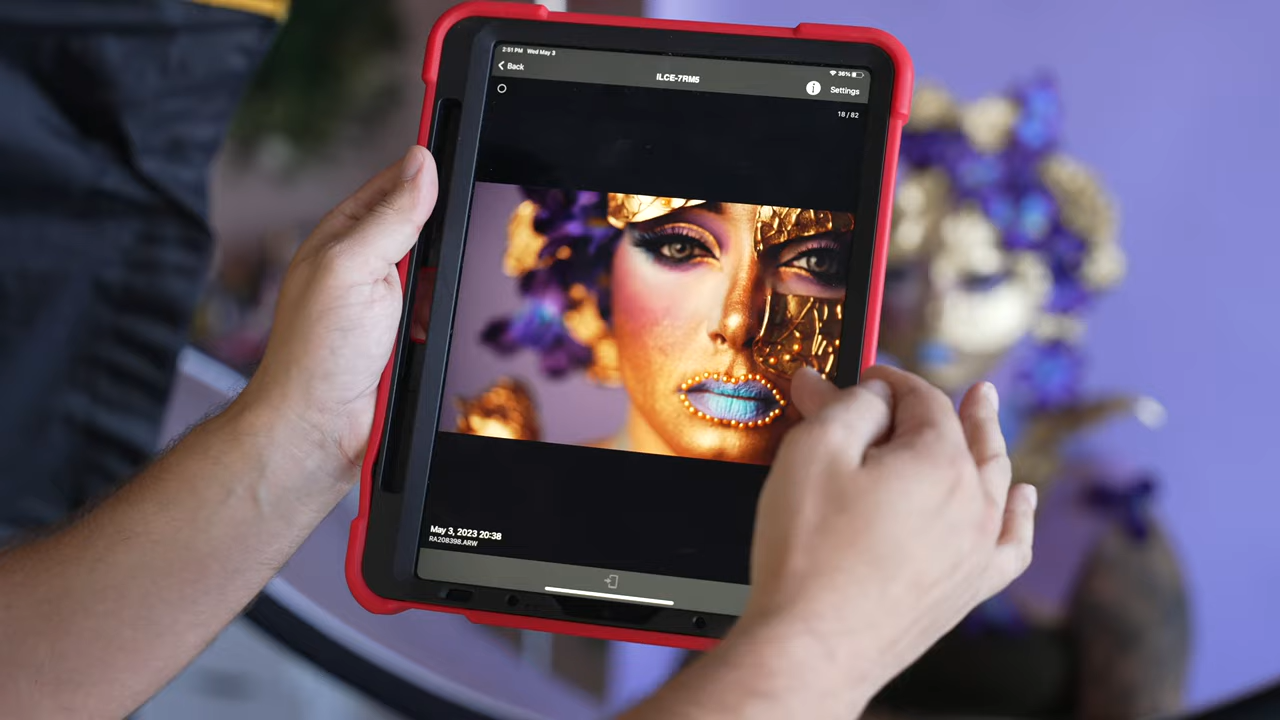 2:51 PM Wed May 3
36%
Back
ILCE-7RM5
i
Settings
18 / 82
May 3, 2023 20:38
RA208398.ARW